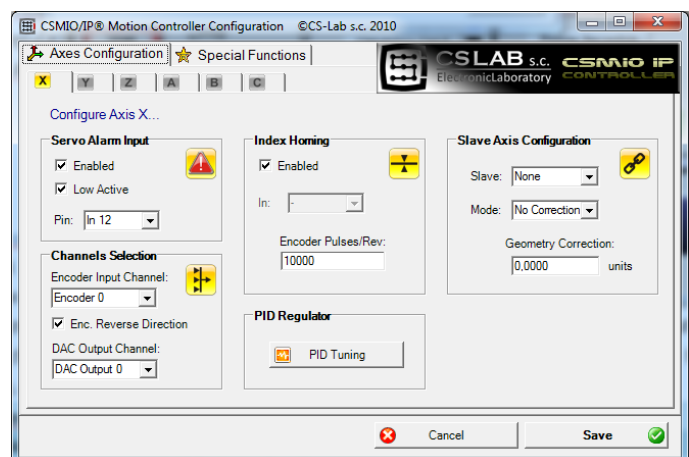 CSMIO/IP® Motion Controller Configuration ©CS-Lab s.c. 2010
Axes Configuration Special Functions
CSLAB s.c.
ElectronicLaboratory
CSMIO IP
CONTROLLER
X Y Z A B C
Configure Axis X...
Servo Alarm Input
Enabled
Low Active
Pin: In 12
Channels Selection
Encoder Input Channel:
Encoder 0
Enc. Reverse Direction
DAC Output Channel:
DAC Output 0
Index Homing
Enabled
In: -
Encoder Pulses/Rev:
10000
PID Regulator
PID Tuning
Slave Axis Configuration
Slave: None
Mode: No Correction
Geometry Correction:
0,0000 units
Cancel Save